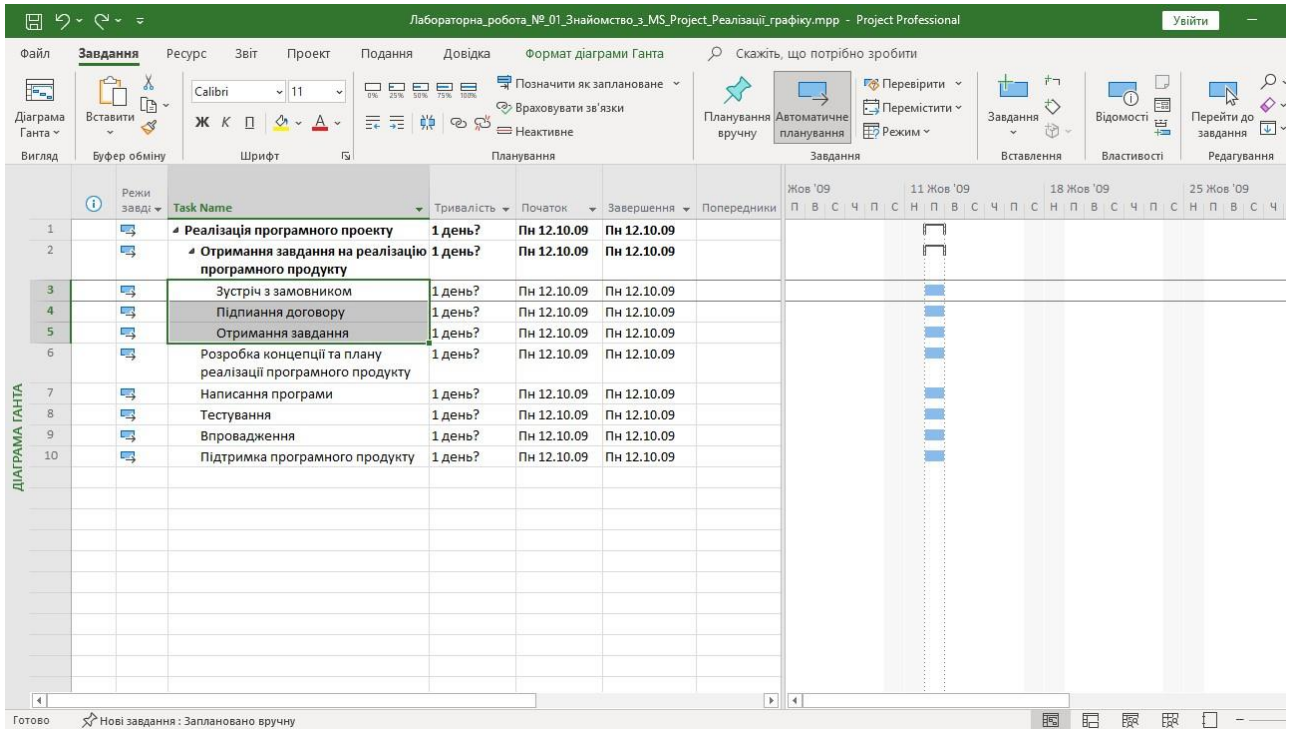 Лабораторна_робота_№_01_Знайомство_з_MS_Project_Реалізації_графіку.mpp - Project Professional
Увійти
Файл Завдання Ресурс Звіт Проект Подання Довідка Формат діаграми Ганта Скажіть, що потрібно зробити
Діаграма Ганта
Вигляд
Вставити
Буфер обміну
Calibri 11
Ж К П А
Шрифт
0% 25% 50% 75% 100%
Позначити як заплановане
Враховувати зв'язки
Неактивне
Планування
Планування вручну
Автоматичне планування
Перевірити
Перемістити
Режим
Завдання
Завдання
Вставлення
Відомості
Властивості
Перейти до завдання
Редагування
Режи завді Task Name Тривалість Початок Завершення Попередники
Жов '09 11 Жов '09 18 Жов '09 25 Жов '09
П В С Ч П С Н П В С Ч П С Н П В С Ч П С Н П В С Ч
1 Реалізація програмного проекту 1 день? Пн 12.10.09 Пн 12.10.09
2 Отримання завдання на реалізацію 1 день? Пн 12.10.09 Пн 12.10.09
програмного продукту
3 Зустріч з замовником 1 день? Пн 12.10.09 Пн 12.10.09
4 Підпиання договору 1 день? Пн 12.10.09 Пн 12.10.09
5 Отримання завдання 1 день? Пн 12.10.09 Пн 12.10.09
6 Розробка концепції та плану 1 день? Пн 12.10.09 Пн 12.10.09
реалізації програмного продукту
7 Написання програми 1 день? Пн 12.10.09 Пн 12.10.09
8 Тестування 1 день? Пн 12.10.09 Пн 12.10.09
9 Впровадження 1 день? Пн 12.10.09 Пн 12.10.09
10 Підтримка програмного продукту 1 день? Пн 12.10.09 Пн 12.10.09
ДІАГРАМА ГАНТА
Готово Нові завдання : Заплановано вручну